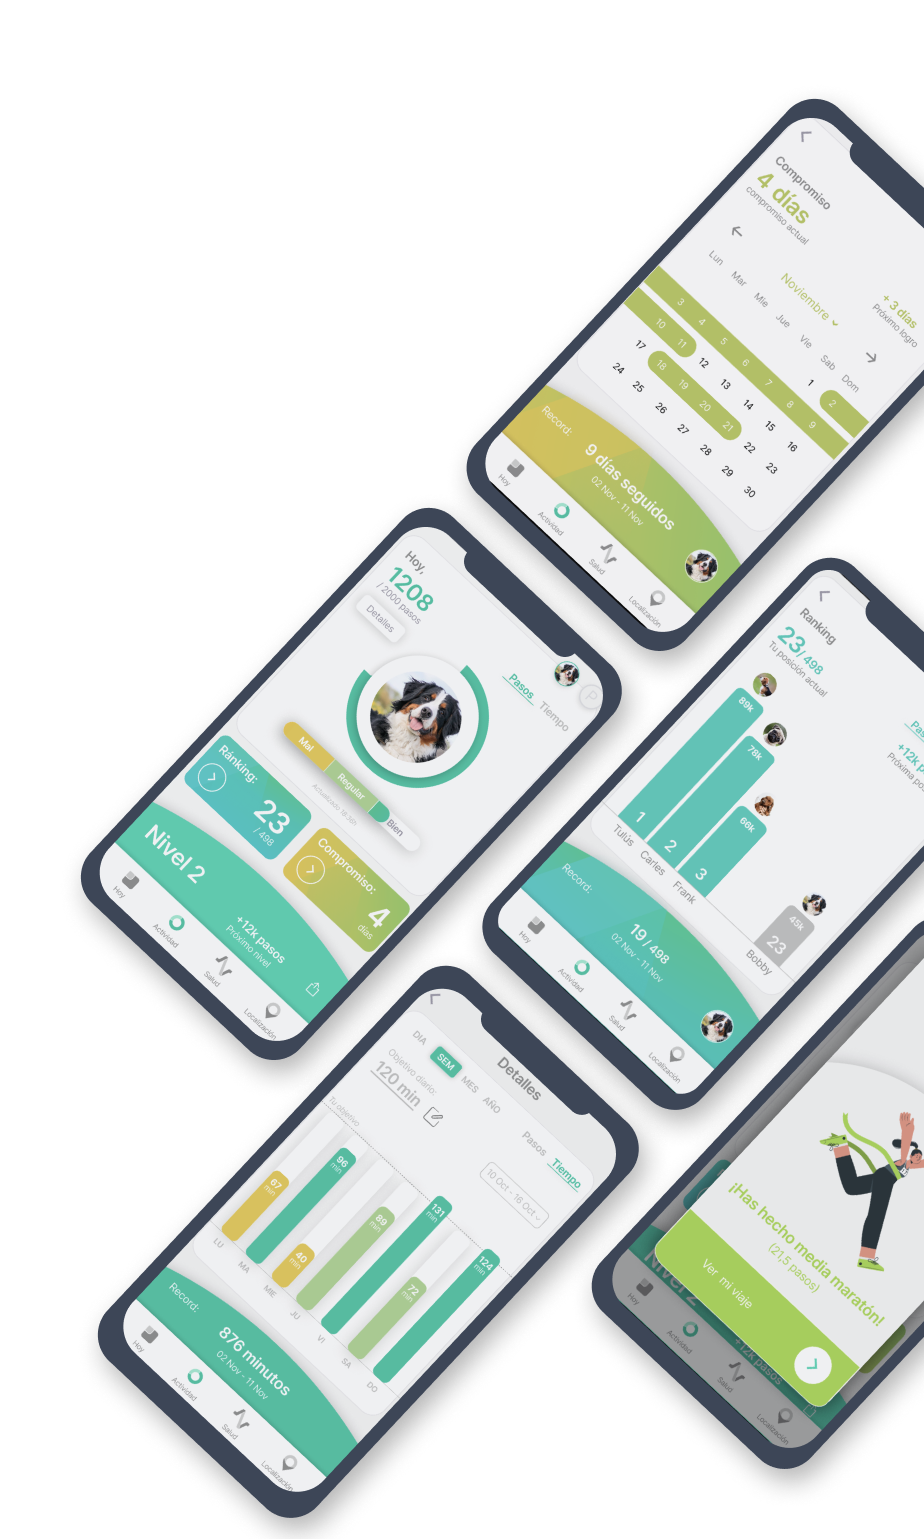 Compromiso
4 días
compromiso actual
+ 3 días
Próximo logro
Noviembre
Lun Mar Mie Jue Vie Sab Dom
1 2
3 4 5 6 7 8 9
10 11 12 13 14 15 16
17 18 19 20 21 22 23
24 25 26 27 28 29 30
Record:
9 días seguidos
02 Nov - 11 Nov
Hoy
Actividad
Salud
Localización
Hoy,
1208
/ 2000 pasos
Detalles
Pasos
Tiempo
P
Mal
Regular
Bien
Actualizado 18:36h
Ránking:
23
/ 498
Compromiso:
4
días
Nivel 2
+12k pasos
Próximo nivel
Hoy
Actividad
Salud
Localización
Ranking
23 / 498
Tu posición actual
+12k
Próxima
89k
78k
66k
45k
1
2
3
23
Tulús
Carles
Frank
Bobby
Record:
19 / 498
02 Nov - 11 Nov
Hoy
Actividad
Salud
Localización
Detalles
DIA
SEM
MES
AÑO
Pasos
Tiempo
Objetivo diario:
120 min
10 Oct - 16 Oct
Tu objetivo
67 min
96 min
40 min
89 min
131 min
72 min
124 min
LU
MA
MIE
JU
VI
SA
DO
Record:
876 minutos
02 Nov - 11 Nov
Hoy
Actividad
Salud
Localización
¡Has hecho media maratón!
(21,5 pasos)
Ver mi viaje
Nivel 2
+12k pasos
Hoy
Actividad
Salud
Localización